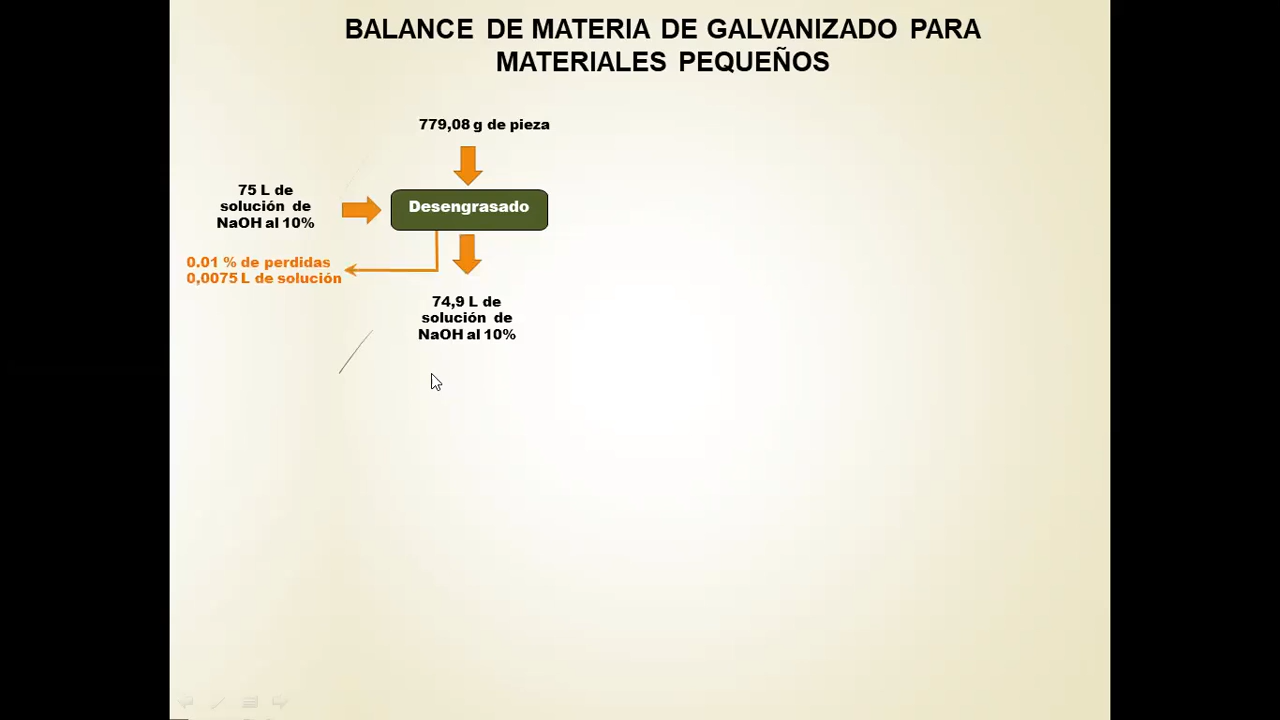 BALANCE DE MATERIA DE GALVANIZADO PARA
MATERIALES PEQUEÑOS
779,08 g de pieza
75 L de
solución de
NaOH al 10%
Desengrasado
0.01 % de perdidas
0,0075 L de solución
74,9 L de
solución de
NaOH al 10%